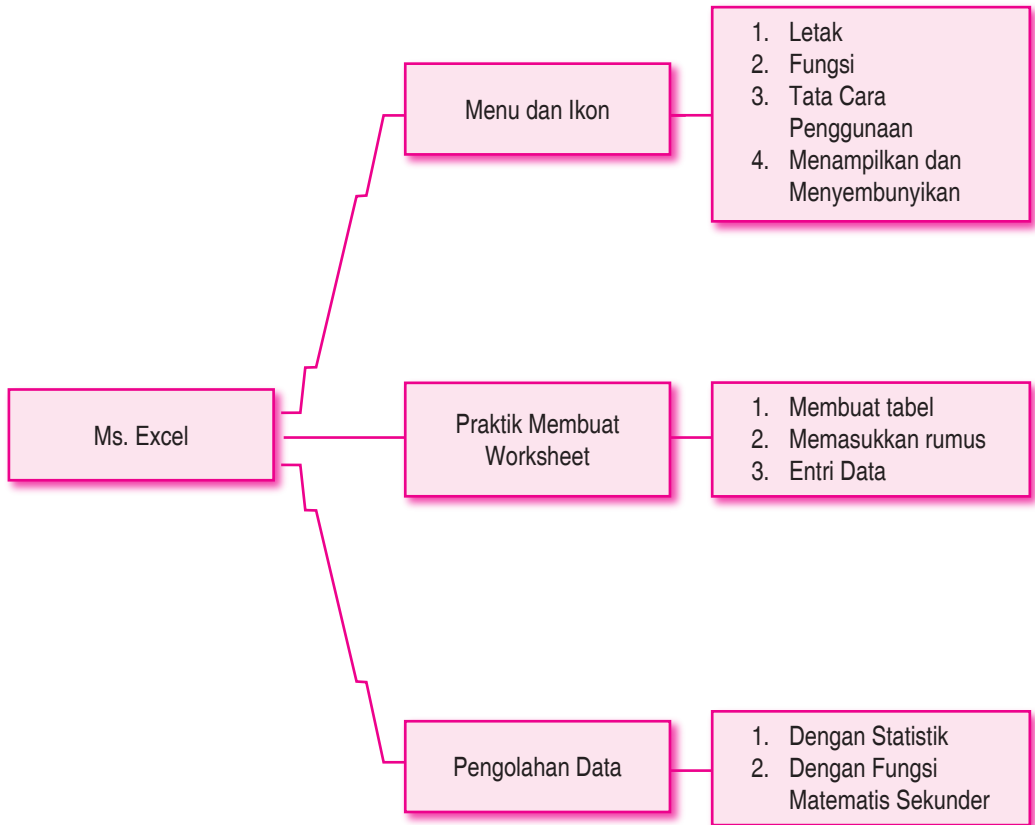 1. Letak
2. Fungsi
3. Tata Cara
Penggunaan
4. Menampilkan dan
Menyembunyikan
Menu dan Ikon
Ms. Excel
Praktik Membuat
Worksheet
1. Membuat tabel
2. Memasukkan rumus
3. Entri Data
Pengolahan Data
1. Dengan Statistik
2. Dengan Fungsi
Matematis Sekunder